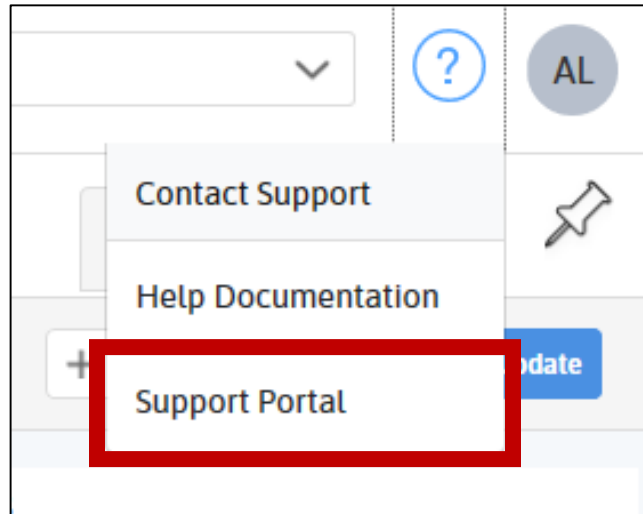 ?
AL
Contact Support
Help Documentation
+
Support Portal